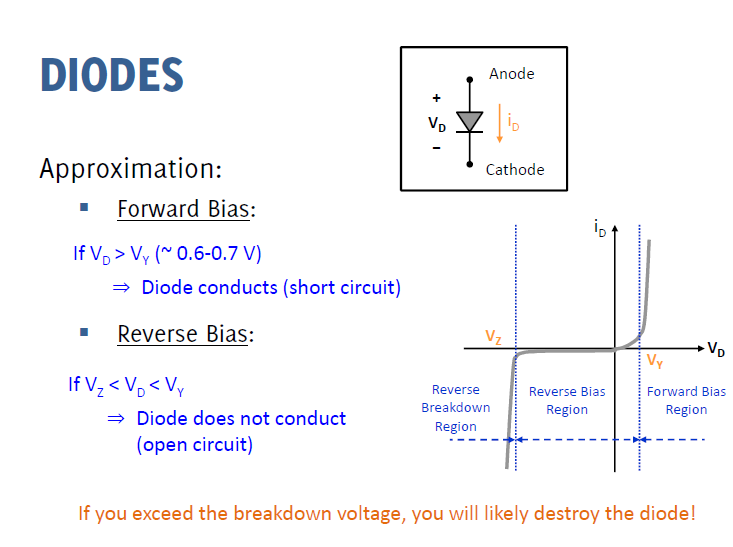 DIODES
Anode
+
V_D
i_D
−
Cathode
Approximation:
▪ Forward Bias:
If V_D > V_Y (~ 0.6-0.7 V)
⇒ Diode conducts (short circuit)
▪ Reverse Bias:
If V_Z < V_D < V_Y
⇒ Diode does not conduct
(open circuit)
i_D
V_Z
V_D
V_Y
Reverse
Breakdown
Region
Reverse Bias
Region
Forward Bias
Region
If you exceed the breakdown voltage, you will likely destroy the diode!